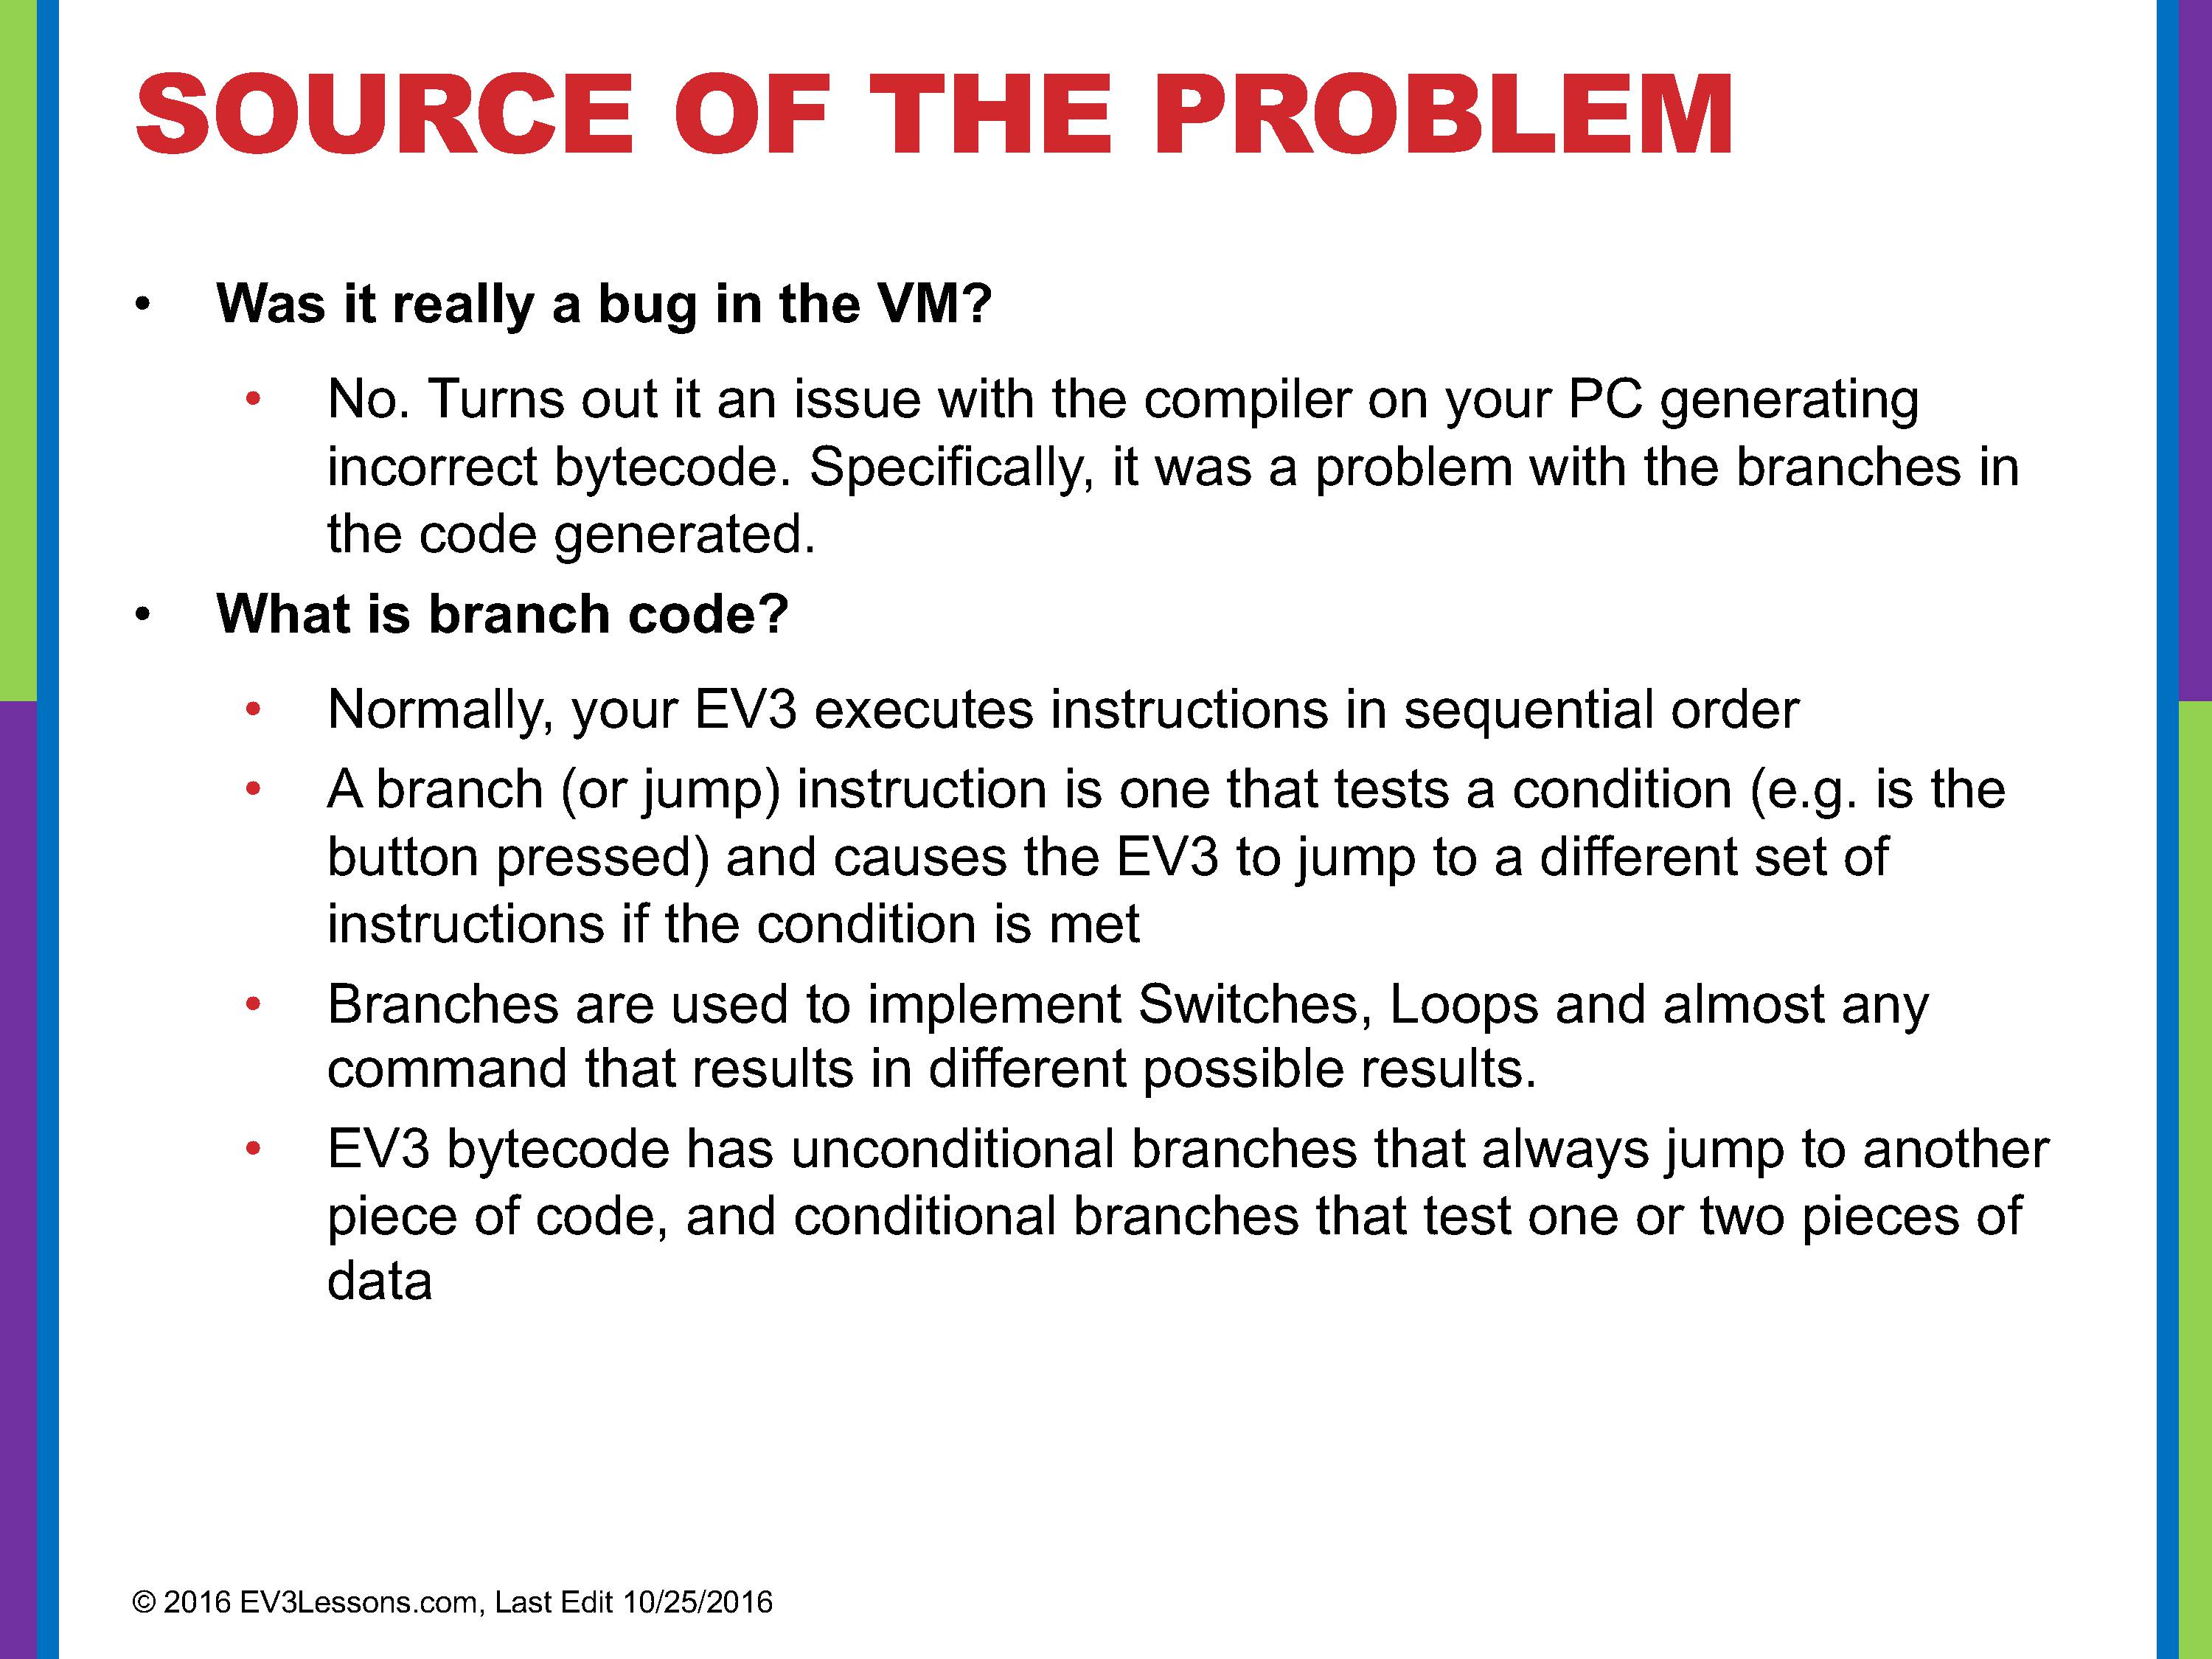 SOURCE OF THE PROBLEM
• Was it really a bug in the VM?
• No. Turns out it an issue with the compiler on your PC generating
incorrect bytecode. Specifically, it was a problem with the branches in
the code generated.
• What is branch code?
• Normally, your EV3 executes instructions in sequential order
• A branch (or jump) instruction is one that tests a condition (e.g. is the
button pressed) and causes the EV3 to jump to a different set of
instructions if the condition is met
• Branches are used to implement Switches, Loops and almost any
command that results in different possible results.
• EV3 bytecode has unconditional branches that always jump to another
piece of code, and conditional branches that test one or two pieces of
data
© 2016 EV3Lessons.com, Last Edit 10/25/2016